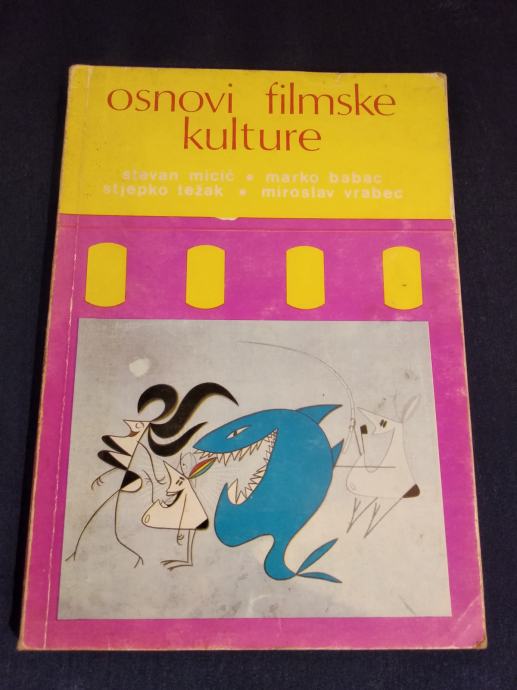 osnovi filmske
kulture
stevan micić • marko babac
stjepko težak • miroslav vrabec